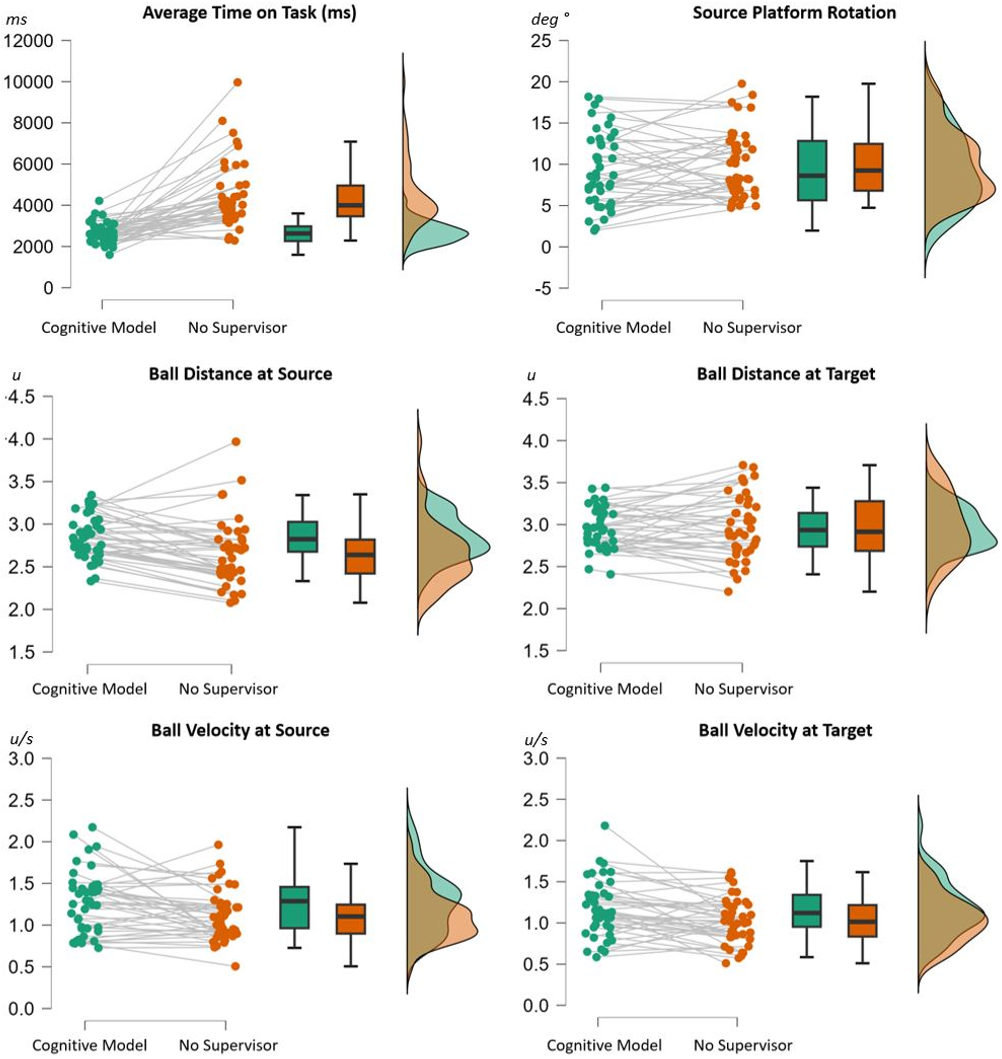 Average Time on Task (ms)
ms
12000
10000
8000
6000
4000
2000
0
Cognitive Model No Supervisor
Source Platform Rotation
deg °
25
20
15
10
5
0
-5
Cognitive Model No Supervisor
Ball Distance at Source
u
4.5
4.0
3.5
3.0
2.5
2.0
1.5
Cognitive Model No Supervisor
Ball Distance at Target
u
4.5
4.0
3.5
3.0
2.5
2.0
1.5
Cognitive Model No Supervisor
Ball Velocity at Source
u/s
3.0
2.5
2.0
1.5
1.0
0.5
0.0
Cognitive Model No Supervisor
Ball Velocity at Target
u/s
3.0
2.5
2.0
1.5
1.0
0.5
0.0
Cognitive Model No Supervisor